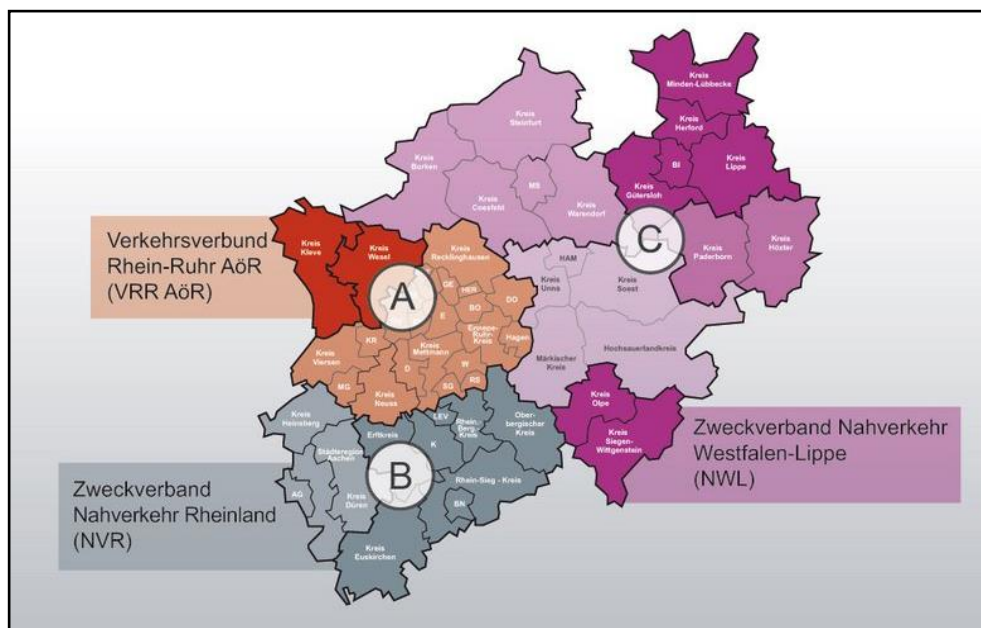 Kreis
Minden-Lübbecke
Kreis
Steinfurt
Kreis
Herford
Kreis
Borken
BI
Kreis
Lippe
MS
Kreis
Gütersloh
Kreis
Coesfeld
Kreis
Warendorf
Kreis
Höxter
Kreis
Paderborn
C
Verkehrsverbund
Rhein-Ruhr AöR
(VRR AöR)
Kreis
Kleve
Kreis
Wesel
Kreis
Recklinghausen
A
GE
HER
DO
E
BO
Ennepe-
Ruhr-
Kreis
Hagen
KR
Kreis
Mettmann
Kreis
Viersen
D
W
MG
Kreis
Neuss
SG
RS
HAM
Kreis
Unna
Kreis
Soest
Märkischer
Kreis
Hochsauerlandkreis
Kreis
Olpe
Kreis
Siegen-
Wittgenstein
Zweckverband Nahverkehr
Westfalen-Lippe
(NWL)
Kreis
Heinsberg
LEV
Rhein.
Berg.
Kreis
Ober-
bergischer
Kreis
Erftkreis
K
Städteregion
Aachen
B
AC
Kreis
Düren
Rhein-Sieg - Kreis
BN
Kreis
Euskirchen
Zweckverband
Nahverkehr Rheinland
(NVR)